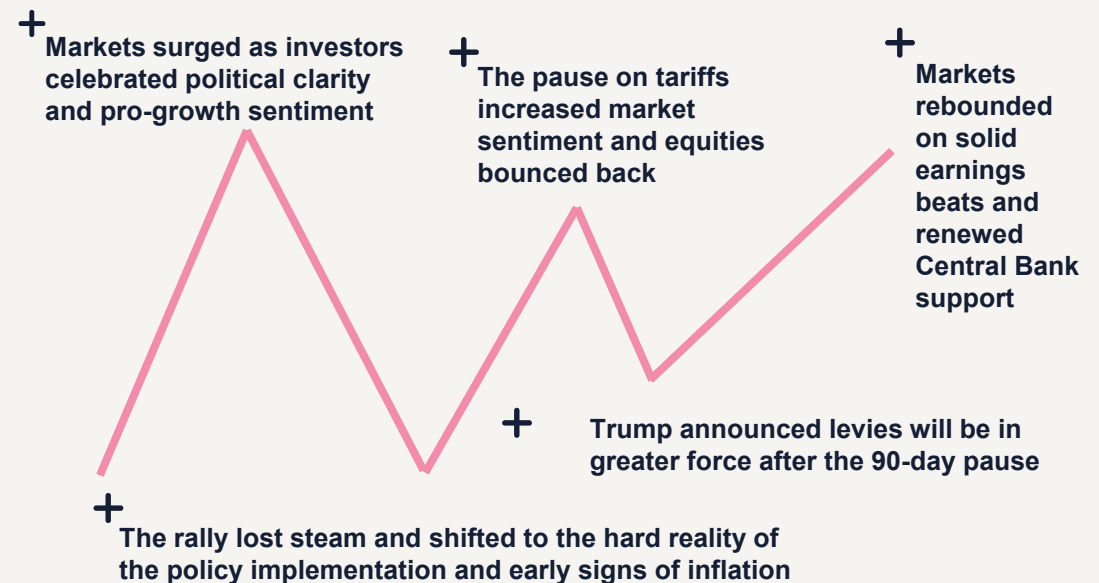 Markets surged as investors
celebrated political clarity
and pro-growth sentiment
The pause on tariffs
increased market
sentiment and equities
bounced back
Markets
rebounded
on solid
earnings
beats and
renewed
Central Bank
support
Trump announced levies will be in
greater force after the 90-day pause
The rally lost steam and shifted to the hard reality of
the policy implementation and early signs of inflation